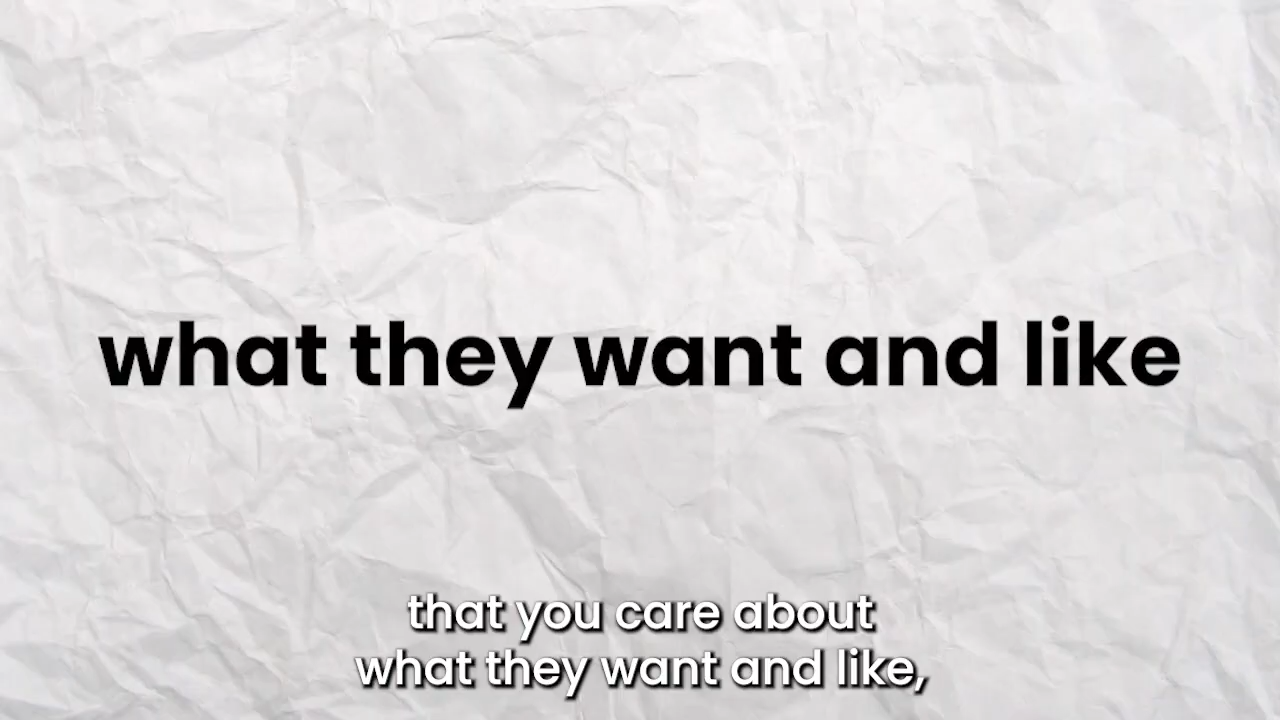 what they want and like
that you care about
what they want and like,